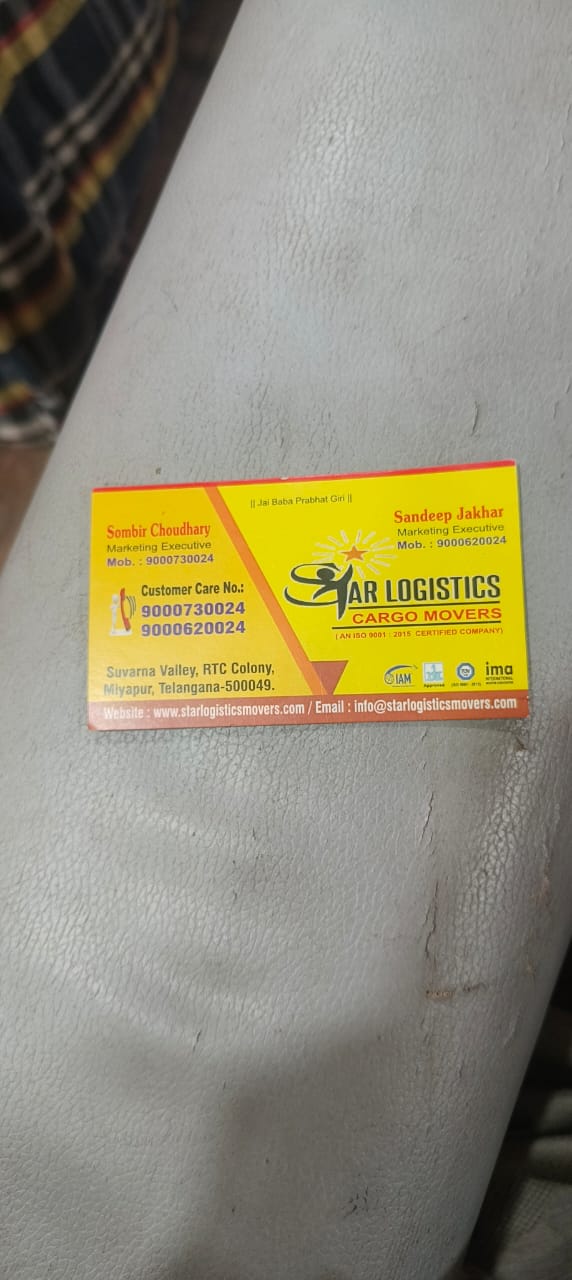 || Jai Baba Prabhat Giri ||
Sombir Choudhary
Marketing Executive
Mob. : 9000730024
Sandeep Jakhar
Marketing Executive
Mob. : 9000620024
Customer Care No.:
9000730024
9000620024
STAR LOGISTICS
CARGO MOVERS
( AN ISO 9001 : 2015 CERTIFIED COMPANY)
Suvarna Valley, RTC Colony,
Miyapur, Telangana-500049.
IAM
Approved
ima
INTERNATIONAL
Website : www.starlogisticsmovers.com / Email : info@starlogisticsmovers.com